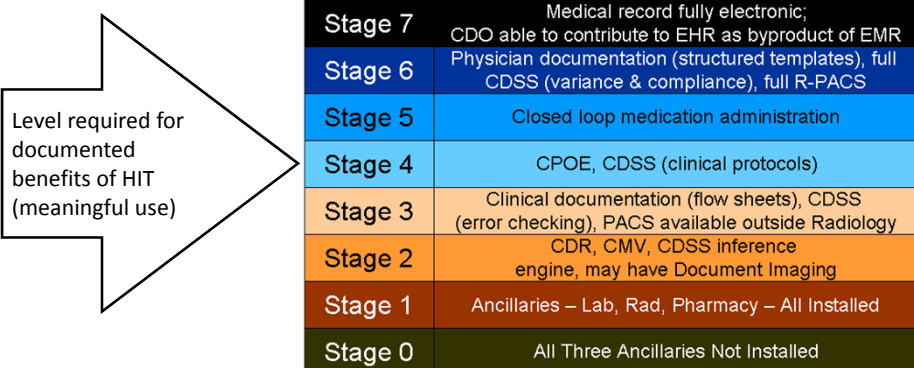 Level required for
documented
benefits of HIT
(meaningful use)
Stage 7
Medical record fully electronic;
CDO able to contribute to EHR as byproduct of EMR
Stage 6
Physician documentation (structured templates), full
CDSS (variance & compliance), full R-PACS
Stage 5
Closed loop medication administration
Stage 4
CPOE, CDSS (clinical protocols)
Stage 3
Clinical documentation (flow sheets), CDSS
(error checking), PACS available outside Radiology
Stage 2
CDR, CMV, CDSS inference
engine, may have Document Imaging
Stage 1
Ancillaries – Lab, Rad, Pharmacy – All Installed
Stage 0
All Three Ancillaries Not Installed